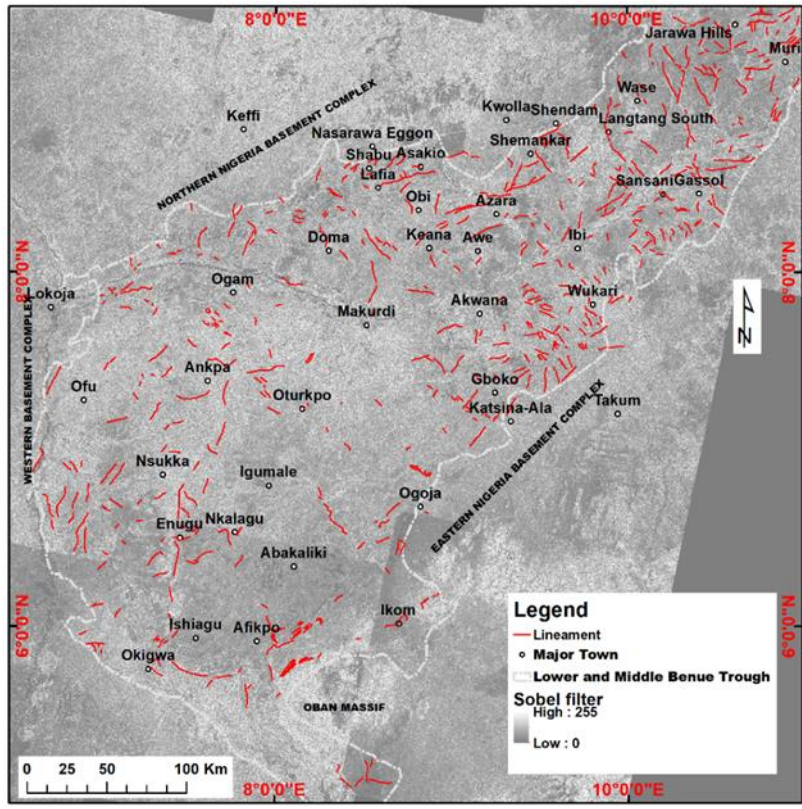 8°0'0"E
10°0'0"E
Jarawa Hills
Muri
Wase
Keffi
Kwolla
Shendam
Langtang South
NORTHERN NIGERIA BASEMENT COMPLEX
Nasarawa Eggon
Shabu
Asakio
Shemankar
Lafia
SansaniGassol
Obi
Azara
Doma
Keana
Awe
Ibi
8°0'0"N
8°0'0"N
Lokoja
Ogam
Makurdi
Akwana
Wukari
N
WESTERN BASEMENT COMPLEX
Ofu
Ankpa
Oturkpo
Gboko
Katsina-Ala
Takum
Nsukka
Igumale
Ogoja
EASTERN NIGERIA BASEMENT COMPLEX
Enugu
Nkalagu
Abakaliki
Ikom
6°0'0"N
6°0'0"N
Ishiagu
Afikpo
Okigwa
OBAN MASSIF
Legend
Lineament
Major Town
Lower and Middle Benue Trough
Sobel filter
High : 255
Low : 0
0 25 50 100 Km
8°0'0"E
10°0'0"E